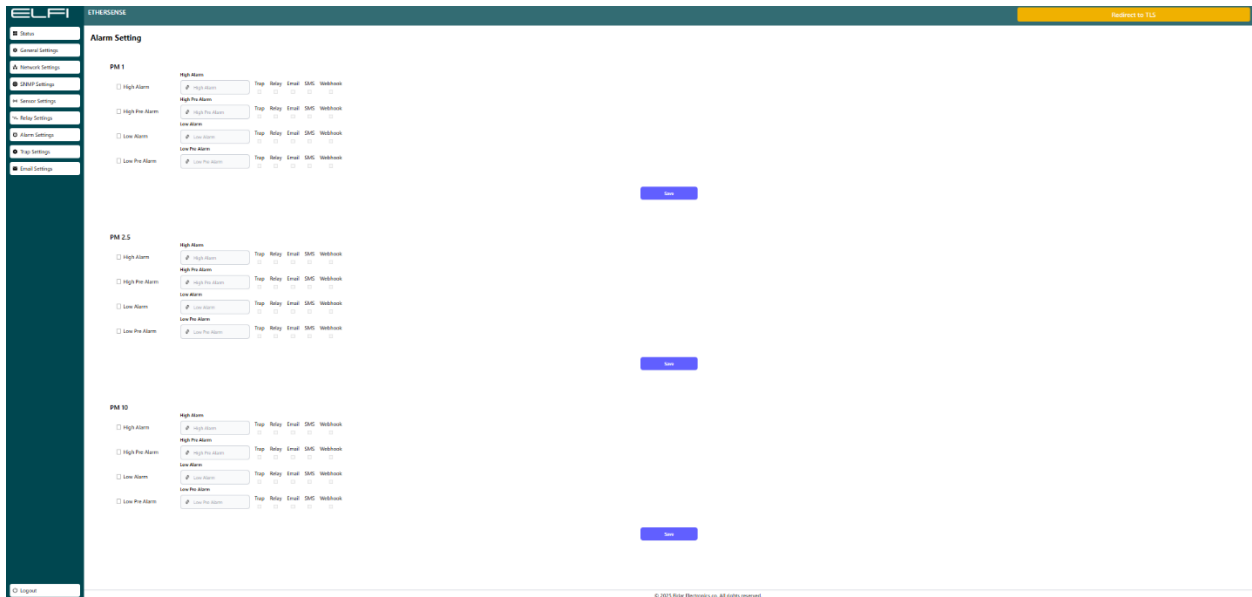 ELFI
ETHERSENSE
Redirect to TLS
Status
General Settings
Network Settings
SNMP Settings
Sensor Settings
Relay Settings
Alarm Settings
Trap Settings
Email Settings
Logout
Alarm Setting
PM 1
High Alarm
High Alarm High Alarm Trap Relay Email SMS Webhook
High Pre Alarm
High Pre Alarm High Pre Alarm Trap Relay Email SMS Webhook
Low Alarm
Low Alarm Low Alarm Trap Relay Email SMS Webhook
Low Pre Alarm
Low Pre Alarm Low Pre Alarm Trap Relay Email SMS Webhook
Save
PM 2.5
High Alarm
High Alarm High Alarm Trap Relay Email SMS Webhook
High Pre Alarm
High Pre Alarm High Pre Alarm Trap Relay Email SMS Webhook
Low Alarm
Low Alarm Low Alarm Trap Relay Email SMS Webhook
Low Pre Alarm
Low Pre Alarm Low Pre Alarm Trap Relay Email SMS Webhook
Save
PM 10
High Alarm
High Alarm High Alarm Trap Relay Email SMS Webhook
High Pre Alarm
High Pre Alarm High Pre Alarm Trap Relay Email SMS Webhook
Low Alarm
Low Alarm Low Alarm Trap Relay Email SMS Webhook
Low Pre Alarm
Low Pre Alarm Low Pre Alarm Trap Relay Email SMS Webhook
Save
© 2025 Electronics co. All rights reserved